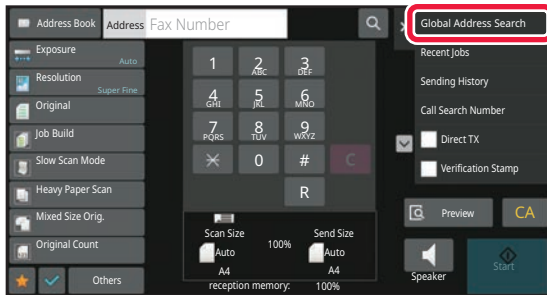 Address Book
Address
Fax Number
Global Address Search
Exposure
Auto
Resolution
Super Fine
Original
Job Build
Slow Scan Mode
Heavy Paper Scan
Mixed Size Orig.
Original Count
Others
1
2
ABC
3
DEF
4
GHI
5
JKL
6
MNO
7
PQRS
8
TUV
9
WXYZ
0
#
C
R
Scan Size
Auto
A4
100%
Send Size
Auto
A4
reception memory: 100%
Recent Jobs
Sending History
Call Search Number
Direct TX
Verification Stamp
Preview
CA
Speaker
Start